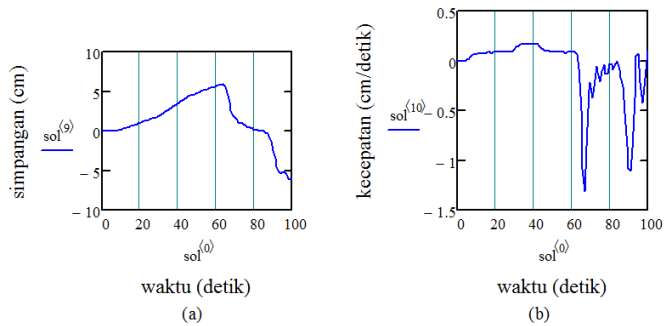 10
5
0
− 5
− 10
simpangan (cm)
sol⟨9⟩
0 20 40 60 80 100
sol⟨0⟩
waktu (detik)
(a)
0.5
0
− 0.5
− 1
− 1.5
kecepatan (cm/detik)
sol⟨10⟩
0 20 40 60 80 100
sol⟨0⟩
waktu (detik)
(b)